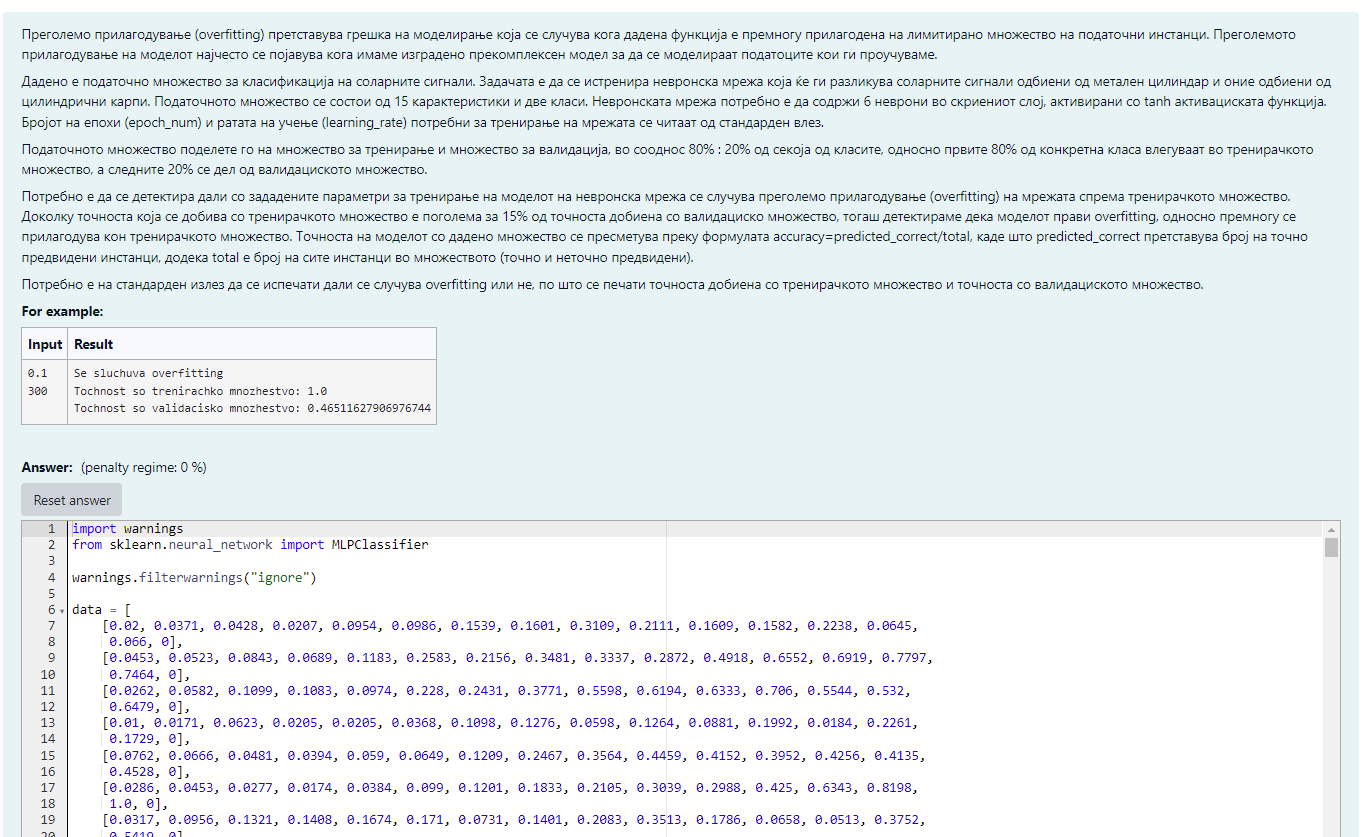 Преголемо прилагодување (overfitting) претставува грешка на моделирање која се случува кога дадена функција е премногу прилагодена на лимитирано множество на податочни инстанци. Преголемото
прилагодување на моделот најчесто се појавува кога имаме изградено прекомплексен модел за да се моделираат податоците кои ги проучуваме.
Дадено е податочно множество за класификација на соларните сигнали. Задачата е да се истренира невронска мрежа која ќе ги разликува соларните сигнали одбиени од метален цилиндар и оние одбиени од
цилиндрични карпи. Податочното множество се состои од 15 карактеристики и две класи. Невронската мрежа потребно е да содржи 6 неврони во скриениот слој, активирани со tanh активациската функција.
Бројот на епохи (epoch_num) и ратата на учење (learning_rate) потребни за тренирање на мрежата се читаат од стандарден влез.
Податочното множество поделете го на множество за тренирање и множество за валидација, во сооднос 80% : 20% од секоја од класите, односно првите 80% од конкретна класа влегуваат во тренирачкото
множество, а следните 20% се дел од валидациското множество.
Потребно е да се детектира дали со зададените параметри за тренирање на моделот на невронска мрежа се случува преголемо прилагодување (overfitting) на мрежата спрема тренирачкото множество.
Доколку точноста која се добива со тренирачкото множество е поголема за 15% од точноста добиена со валидациско множество, тогаш детектираме дека моделот прави overfitting, односно премногу се
прилагодува кон тренирачкото множество. Точноста на моделот со дадено множество се пресметува преку формулата accuracy=predicted_correct/total, каде што predicted_correct претставува број на точно
предвидени инстанци, додека total е број на сите инстанци во множеството (точно и неточно предвидени).
Потребно е на стандарден излез да се испечати дали се случува overfitting или не, по што се печати точноста добиена со тренирачкото множество и точноста со валидациското множество.
For example:
Input Result
0.1 Se sluchuva overfitting
300 Tochnost so trenirachko mnozhestvo: 1.0
Tochnost so validacisko mnozhestvo: 0.46511627906976744
Answer: (penalty regime: 0 %)
Reset answer
1 import warnings
2 from sklearn.neural_network import MLPClassifier
3
4 warnings.filterwarnings("ignore")
5
6 data = [
7 [0.02, 0.0371, 0.0428, 0.0207, 0.0954, 0.0986, 0.1539, 0.1601, 0.3109, 0.2111, 0.1609, 0.1582, 0.2238, 0.0645,
8 0.066, 0],
9 [0.0453, 0.0523, 0.0843, 0.0689, 0.1183, 0.2583, 0.2156, 0.3481, 0.3337, 0.2872, 0.4918, 0.6552, 0.6919, 0.7797,
10 0.7464, 0],
11 [0.0262, 0.0582, 0.1099, 0.1083, 0.0974, 0.228, 0.2431, 0.3771, 0.5598, 0.6194, 0.6333, 0.706, 0.5544, 0.532,
12 0.6479, 0],
13 [0.01, 0.0171, 0.0623, 0.0205, 0.0205, 0.0368, 0.1098, 0.1276, 0.0598, 0.1264, 0.0881, 0.1992, 0.0184, 0.2261,
14 0.1729, 0],
15 [0.0762, 0.0666, 0.0481, 0.0394, 0.059, 0.0649, 0.1209, 0.2467, 0.3564, 0.4459, 0.4152, 0.3952, 0.4256, 0.4135,
16 0.4528, 0],
17 [0.0286, 0.0453, 0.0277, 0.0174, 0.0384, 0.099, 0.1201, 0.1833, 0.2105, 0.3039, 0.2988, 0.425, 0.6343, 0.8198,
18 1.0, 0],
19 [0.0317, 0.0956, 0.1321, 0.1408, 0.1674, 0.171, 0.0731, 0.1401, 0.2083, 0.3513, 0.1786, 0.0658, 0.0513, 0.3752,
20 0.5419, 0]